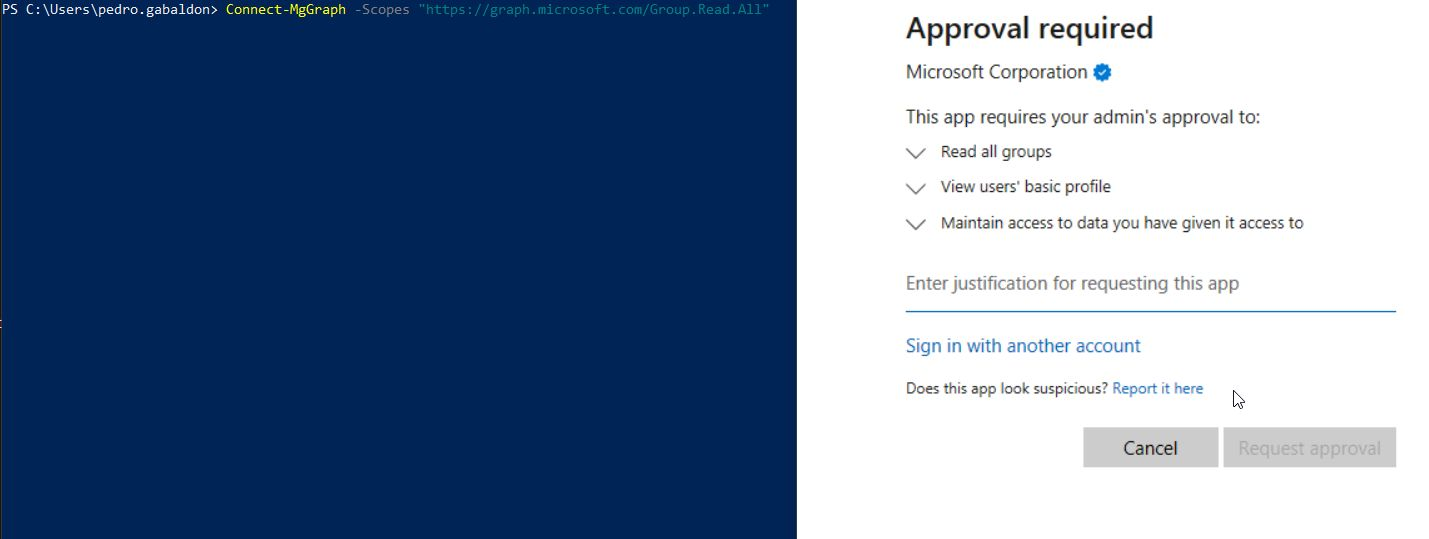 PS C:\Users\pedro.gabaldon> Connect-MgGraph -Scopes "https://graph.microsoft.com/Group.Read.All"
Approval required
Microsoft Corporation
This app requires your admin's approval to:
Read all groups
View users' basic profile
Maintain access to data you have given it access to
Enter justification for requesting this app
Sign in with another account
Does this app look suspicious? Report it here
Cancel
Request approval